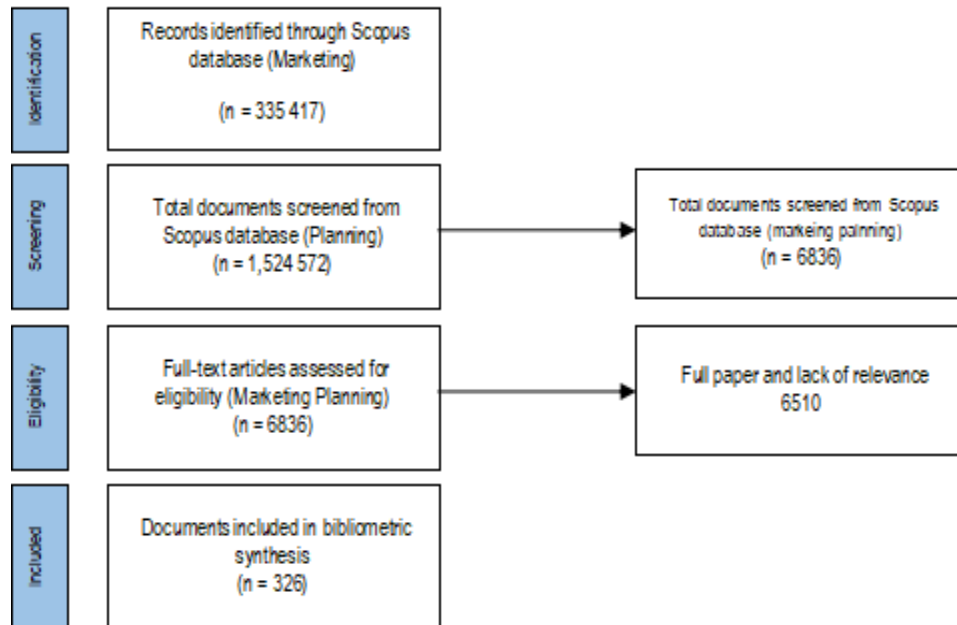 Identification
Records identified through Scopus
database (Marketing)
(n = 335 417)
Screening
Total documents screened from
Scopus database (Planning)
(n = 1,524 572)
Total documents screened from Scopus
database (markeing palnning)
(n = 6836)
Eligibility
Full-text articles assessed for
eligibility (Marketing Planning)
(n = 6836)
Full paper and lack of relevance
6510
Included
Documents included in bibliometric
synthesis
(n = 326)